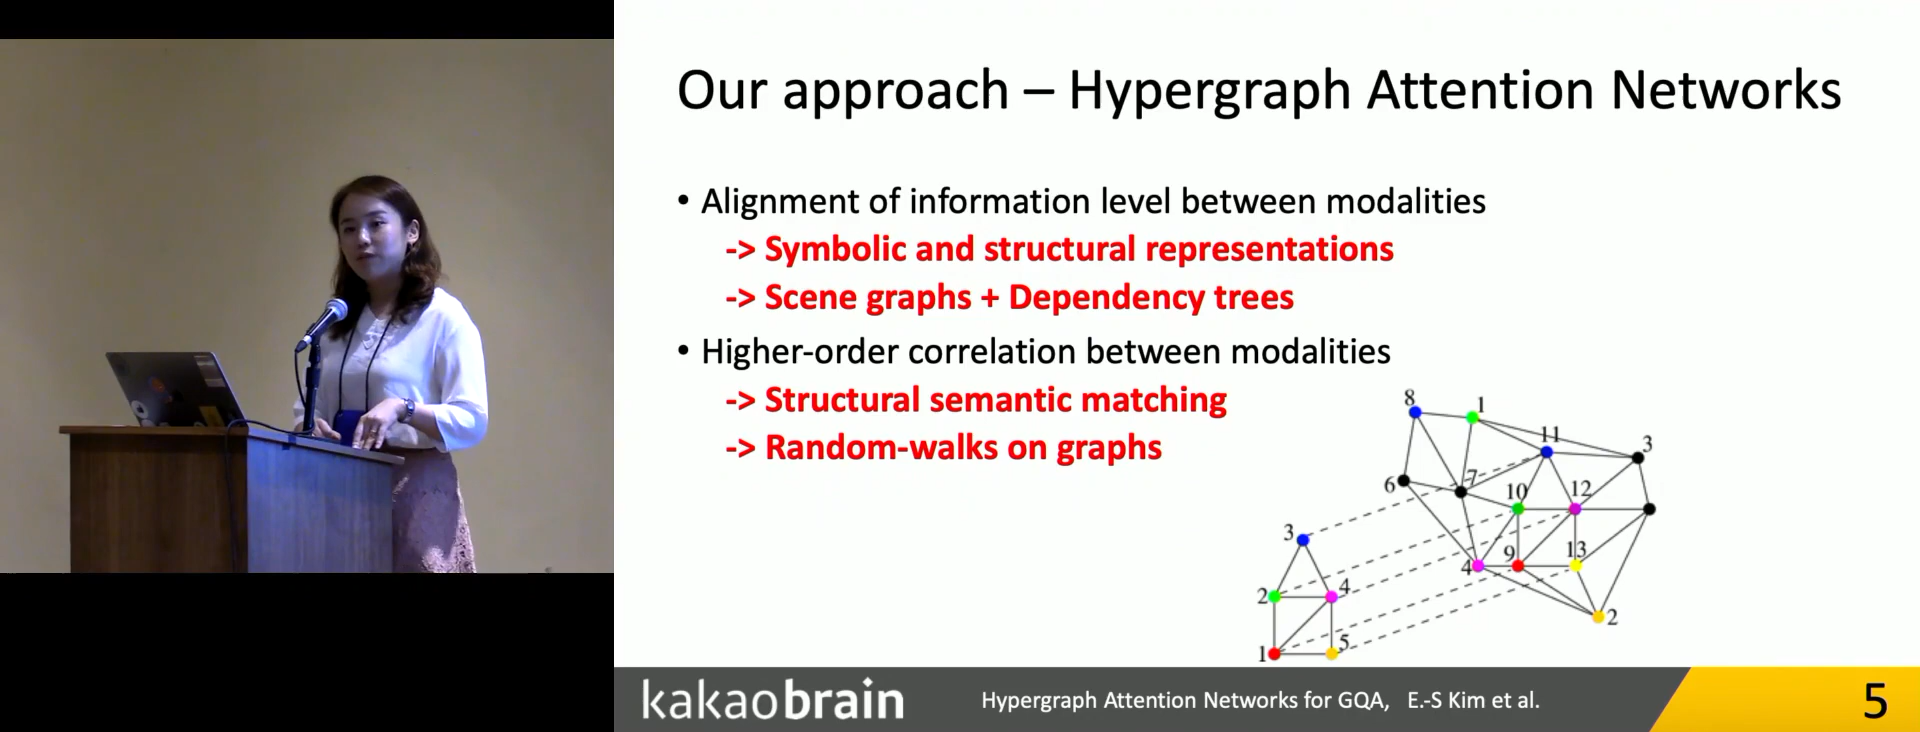 Our approach – Hypergraph Attention Networks
• Alignment of information level between modalities
-> Symbolic and structural representations
-> Scene graphs + Dependency trees
• Higher-order correlation between modalities
-> Structural semantic matching
-> Random-walks on graphs
8
1
11
3
6
7
10
12
4
9
13
2
3
2
4
1
5
kakaobrain
Hypergraph Attention Networks for GQA, E.-S Kim et al.
5